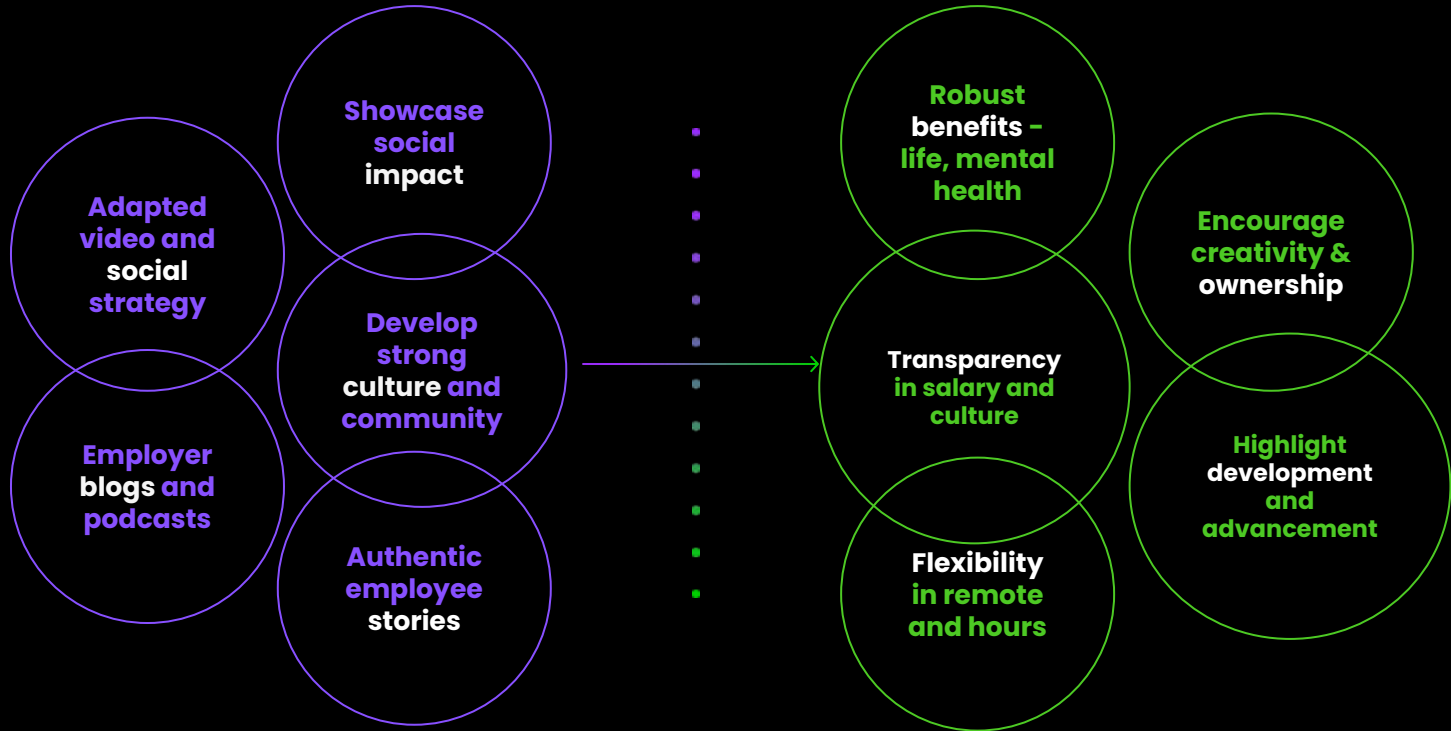 Showcase
social
impact
Adapted
video and
social
strategy
Develop
strong
culture and
community
Employer
blogs and
podcasts
Authentic
employee
stories
Robust
benefits –
life, mental
health
Encourage
creativity &
ownership
Transparency
in salary and
culture
Highlight
development
and
advancement
Flexibility
in remote
and hours